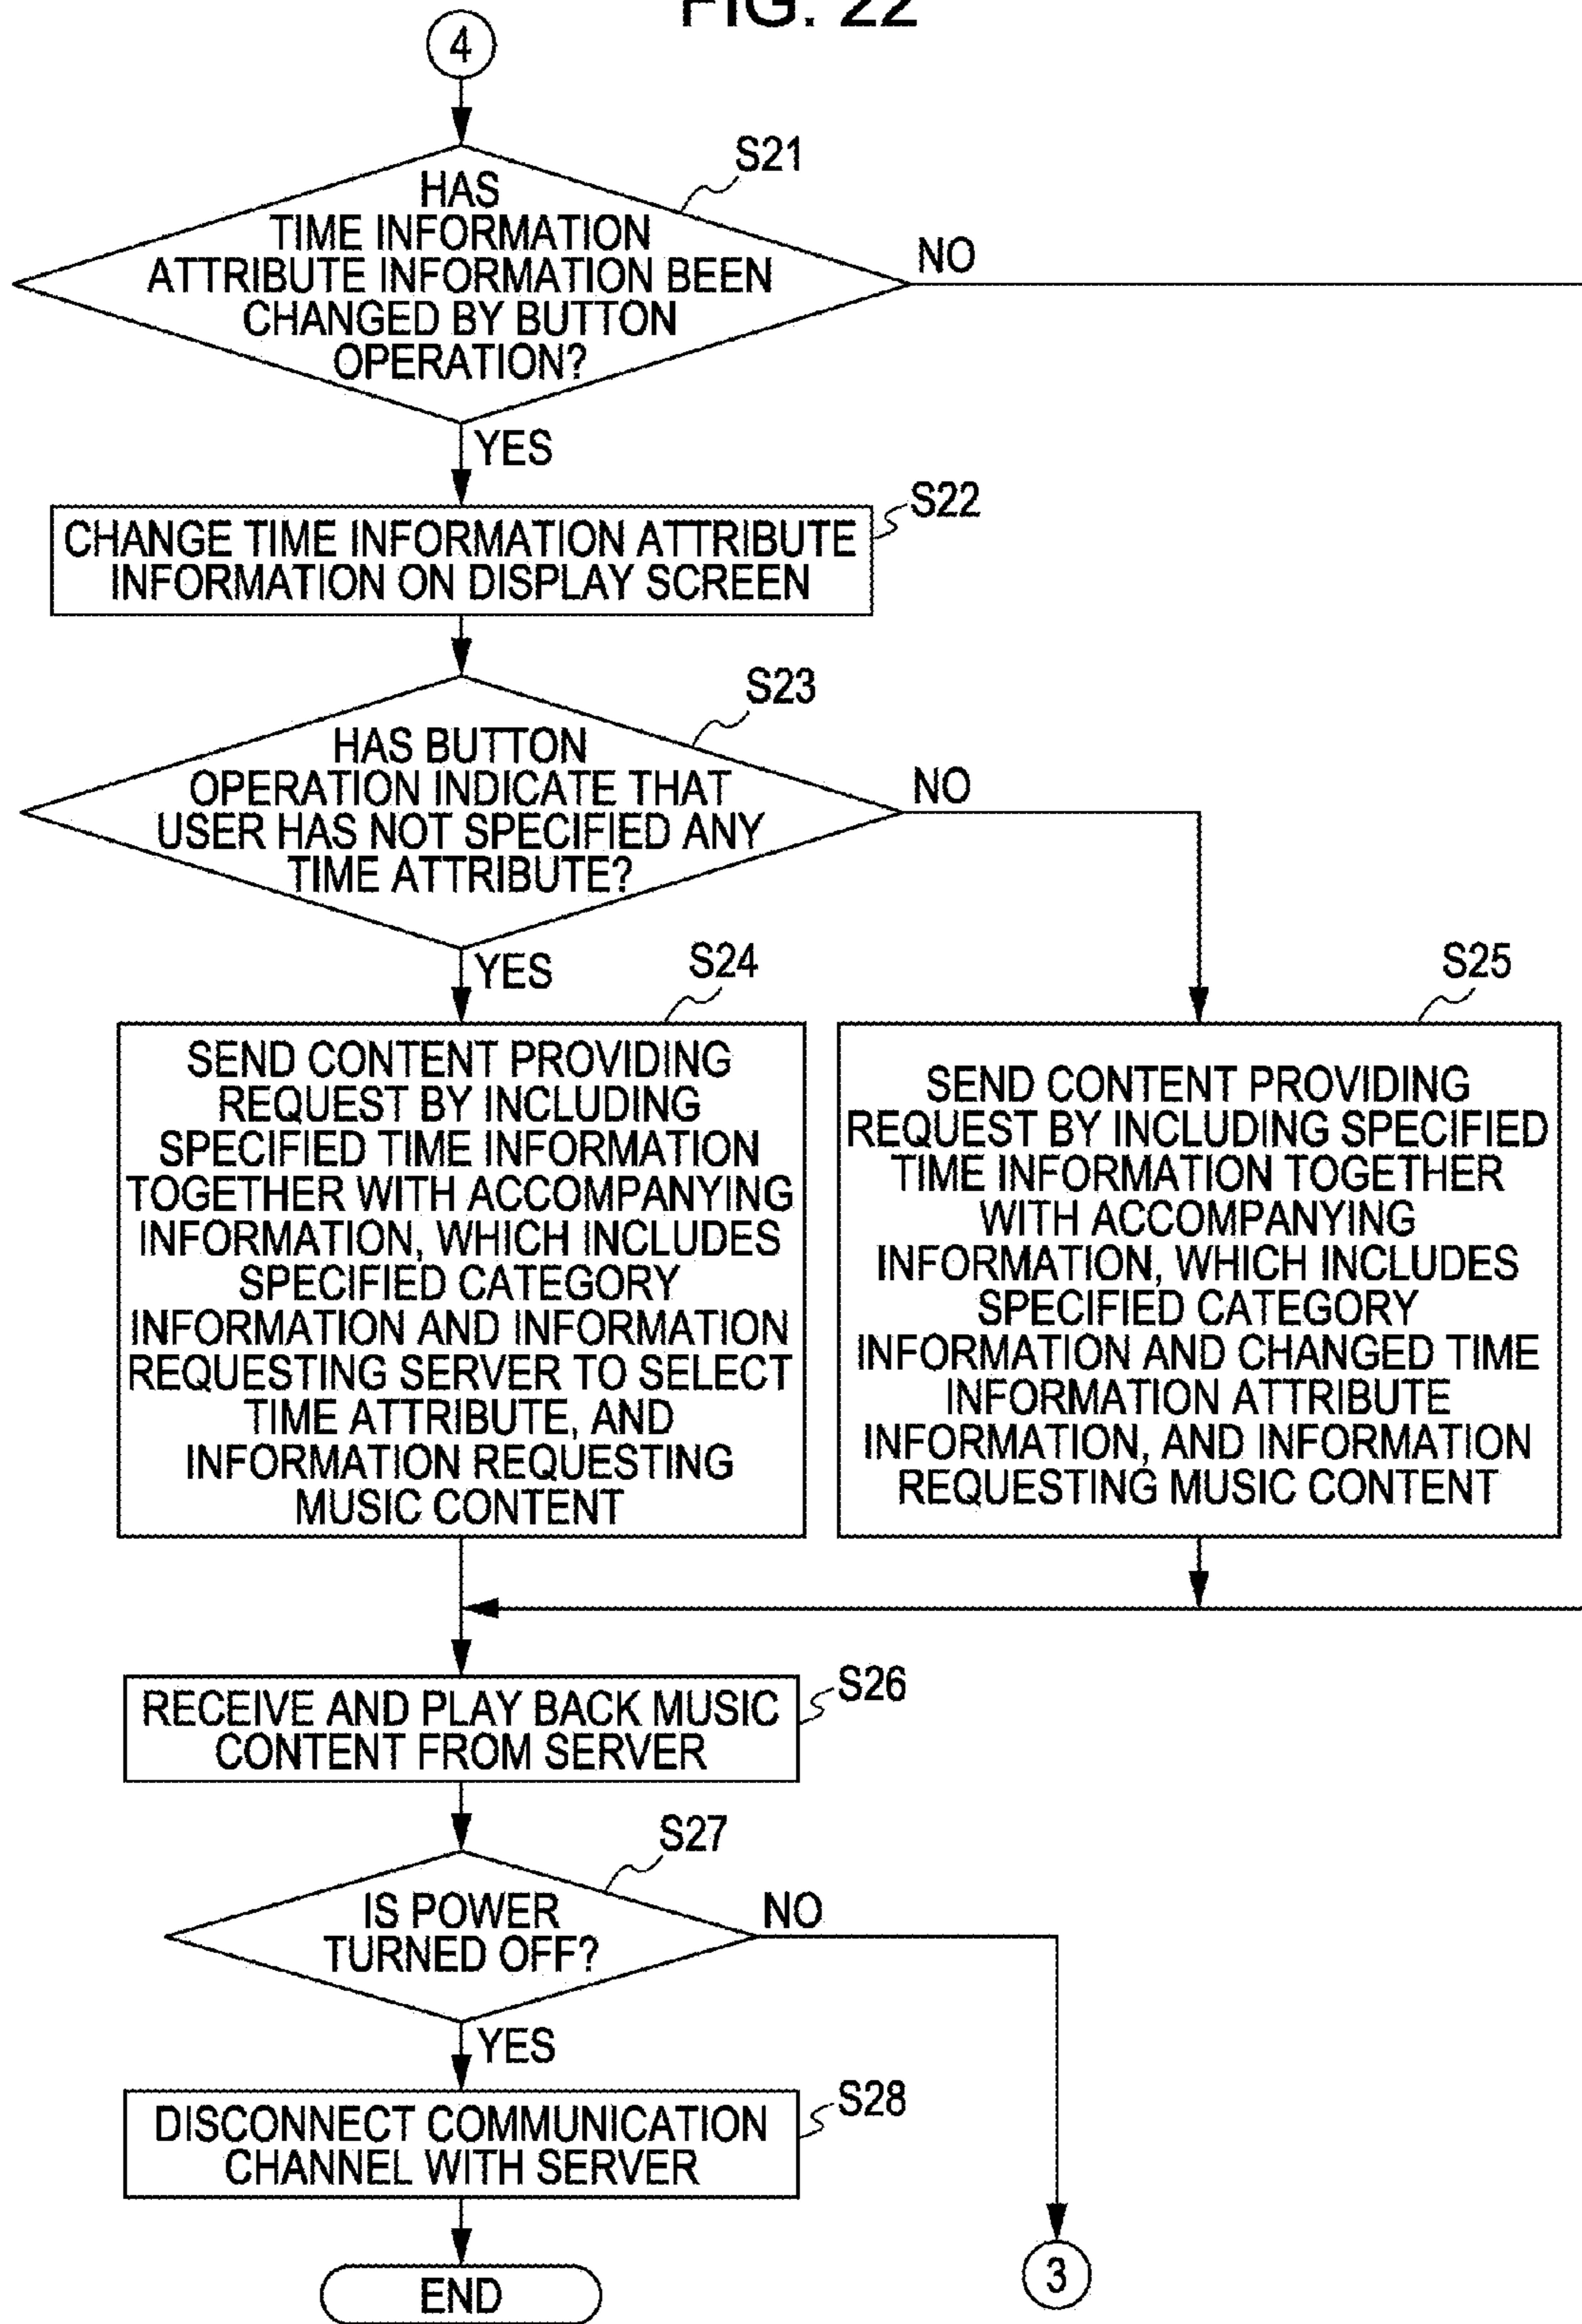 FIG. 22
4
S21
HAS
TIME INFORMATION
ATTRIBUTE INFORMATION BEEN
CHANGED BY BUTTON
OPERATION?
NO
YES
S22
CHANGE TIME INFORMATION ATTRIBUTE
INFORMATION ON DISPLAY SCREEN
S23
HAS BUTTON
OPERATION INDICATE THAT
USER HAS NOT SPECIFIED ANY
TIME ATTRIBUTE?
NO
YES
S24
SEND CONTENT PROVIDING
REQUEST BY INCLUDING
SPECIFIED TIME INFORMATION
TOGETHER WITH ACCOMPANYING
INFORMATION, WHICH INCLUDES
SPECIFIED CATEGORY
INFORMATION AND INFORMATION
REQUESTING SERVER TO SELECT
TIME ATTRIBUTE, AND
INFORMATION REQUESTING
MUSIC CONTENT
S25
SEND CONTENT PROVIDING
REQUEST BY INCLUDING SPECIFIED
TIME INFORMATION TOGETHER
WITH ACCOMPANYING
INFORMATION, WHICH INCLUDES
SPECIFIED CATEGORY
INFORMATION AND CHANGED TIME
INFORMATION ATTRIBUTE
INFORMATION, AND INFORMATION
REQUESTING MUSIC CONTENT
S26
RECEIVE AND PLAY BACK MUSIC
CONTENT FROM SERVER
S27
IS POWER
TURNED OFF?
NO
YES
S28
DISCONNECT COMMUNICATION
CHANNEL WITH SERVER
END
3